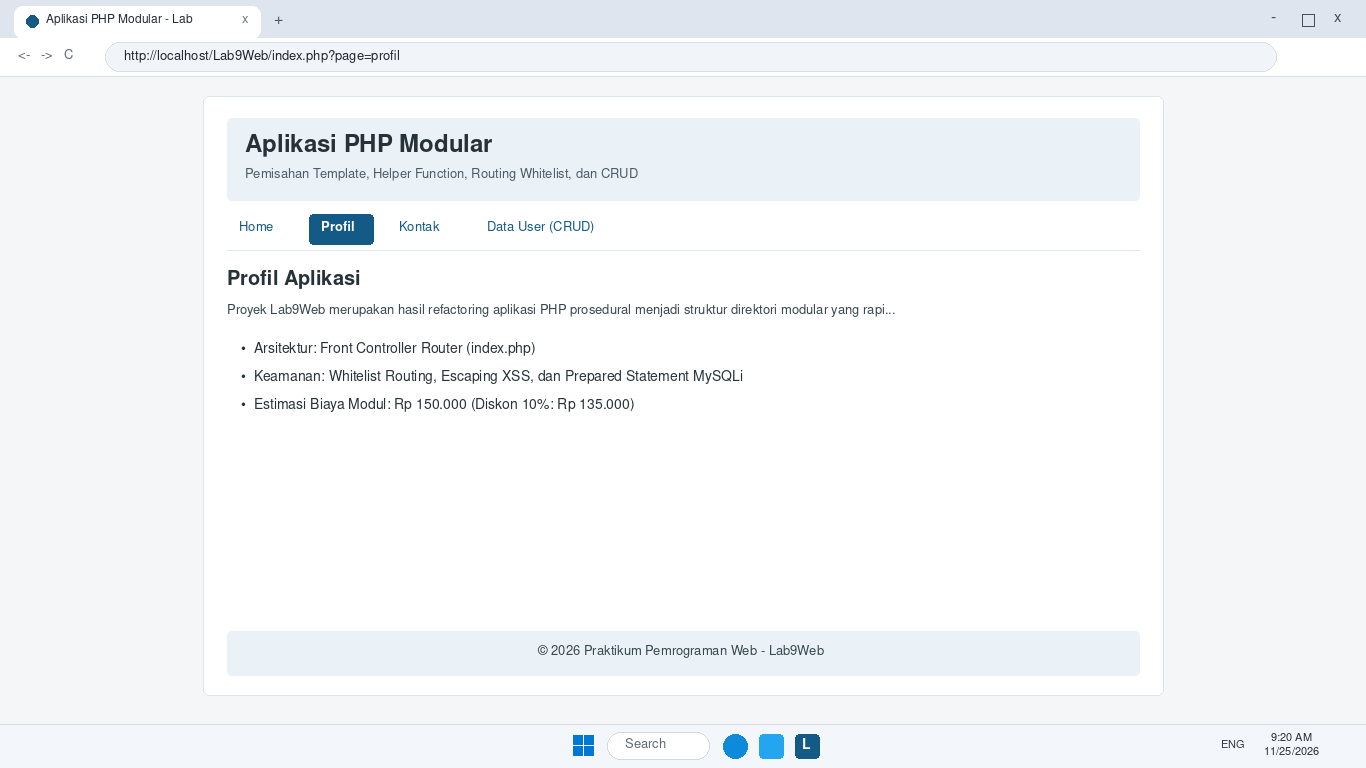 Aplikasi PHP Modular - Lab x + - x
<- -> C http://localhost/Lab9Web/index.php?page=profil
Aplikasi PHP Modular
Pemisahan Template, Helper Function, Routing Whitelist, dan CRUD
Home Profil Kontak Data User (CRUD)
Profil Aplikasi
Proyek Lab9Web merupakan hasil refactoring aplikasi PHP prosedural menjadi struktur direktori modular yang rapi...
• Arsitektur: Front Controller Router (index.php)
• Keamanan: Whitelist Routing, Escaping XSS, dan Prepared Statement MySQLi
• Estimasi Biaya Modul: Rp 150.000 (Diskon 10%: Rp 135.000)
© 2026 Praktikum Pemrograman Web - Lab9Web
Search L ENG 9:20 AM
11/25/2026